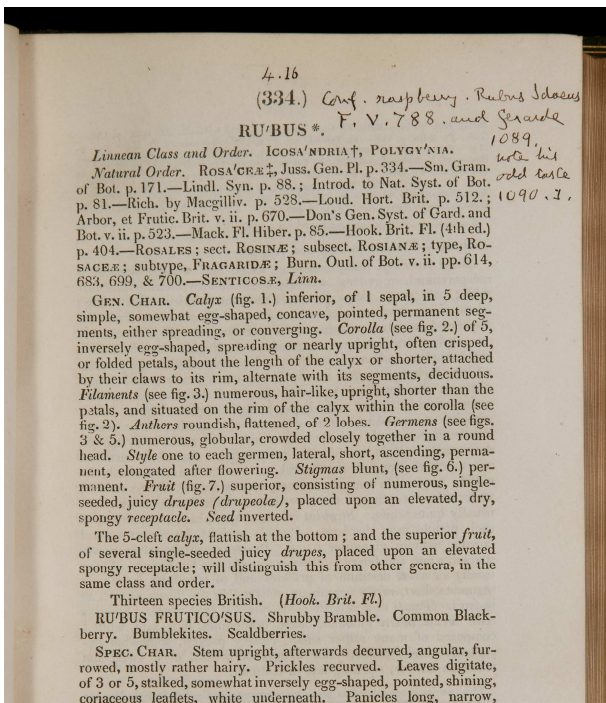 4.16
(334.) Conf. raspberry. Rubus Idaeus
F. V. 788. and Gerarde
1089,
note his
odd taste
1090. I.
RU'BUS *.
Linnean Class and Order. ICOSA'NDRIA†, POLYGY'NIA.
Natural Order. ROSA'CEÆ‡, Juss. Gen. Pl. p. 334.—Sm. Gram.
of Bot. p. 171.—Lindl. Syn. p. 88.; Introd. to Nat. Syst. of Bot.
p. 81.—Rich. by Macgilliv. p. 528.—Loud. Hort. Brit. p. 512.;
Arbor, et Frutic. Brit. v. ii. p. 670.—Don's Gen. Syst. of Gard. and
Bot. v. ii. p. 523.—Mack. Fl. Hiber. p. 85.—Hook. Brit. Fl. (4th ed.)
p. 404.—ROSALES; sect. ROSINÆ; subsect. ROSIANÆ; type, RO-
SACEÆ; subtype, FRAGARIDÆ; Burn. Outl. of Bot. v. ii. pp. 614,
683, 699, & 700.—SENTICOSÆ, Linn.
GEN. CHAR. Calyx (fig. 1.) inferior, of 1 sepal, in 5 deep,
simple, somewhat egg-shaped, concave, pointed, permanent seg-
ments, either spreading, or converging. Corolla (see fig. 2.) of 5,
inversely egg-shaped, spreading or nearly upright, often crisped,
or folded petals, about the length of the calyx or shorter, attached
by their claws to its rim, alternate with its segments, deciduous.
Filaments (see fig. 3.) numerous, hair-like, upright, shorter than the
petals, and situated on the rim of the calyx within the corolla (see
fig. 2). Anthers roundish, flattened, of 2 lobes. Germens (see figs.
3 & 5.) numerous, globular, crowded closely together in a round
head. Style one to each germen, lateral, short, ascending, perma-
nent, elongated after flowering. Stigmas blunt, (see fig. 6.) per-
manent. Fruit (fig. 7.) superior, consisting of numerous, single-
seeded, juicy drupes (drupeolæ), placed upon an elevated, dry,
spongy receptacle. Seed inverted.
The 5-cleft calyx, flattish at the bottom; and the superior fruit,
of several single-seeded juicy drupes, placed upon an elevated
spongy receptacle; will distinguish this from other genera, in the
same class and order.
Thirteen species British. (Hook. Brit. Fl.)
RU'BUS FRUTICO'SUS. Shrubby Bramble. Common Black-
berry. Bumblekites. Scaldberries.
SPEC. CHAR. Stem upright, afterwards decurved, angular, fur-
rowed, mostly rather hairy. Prickles recurved. Leaves digitate,
of 3 or 5, stalked, somewhat inversely egg-shaped, pointed, shining,
coriaceous leaflets, white underneath. Panicles long, narrow,